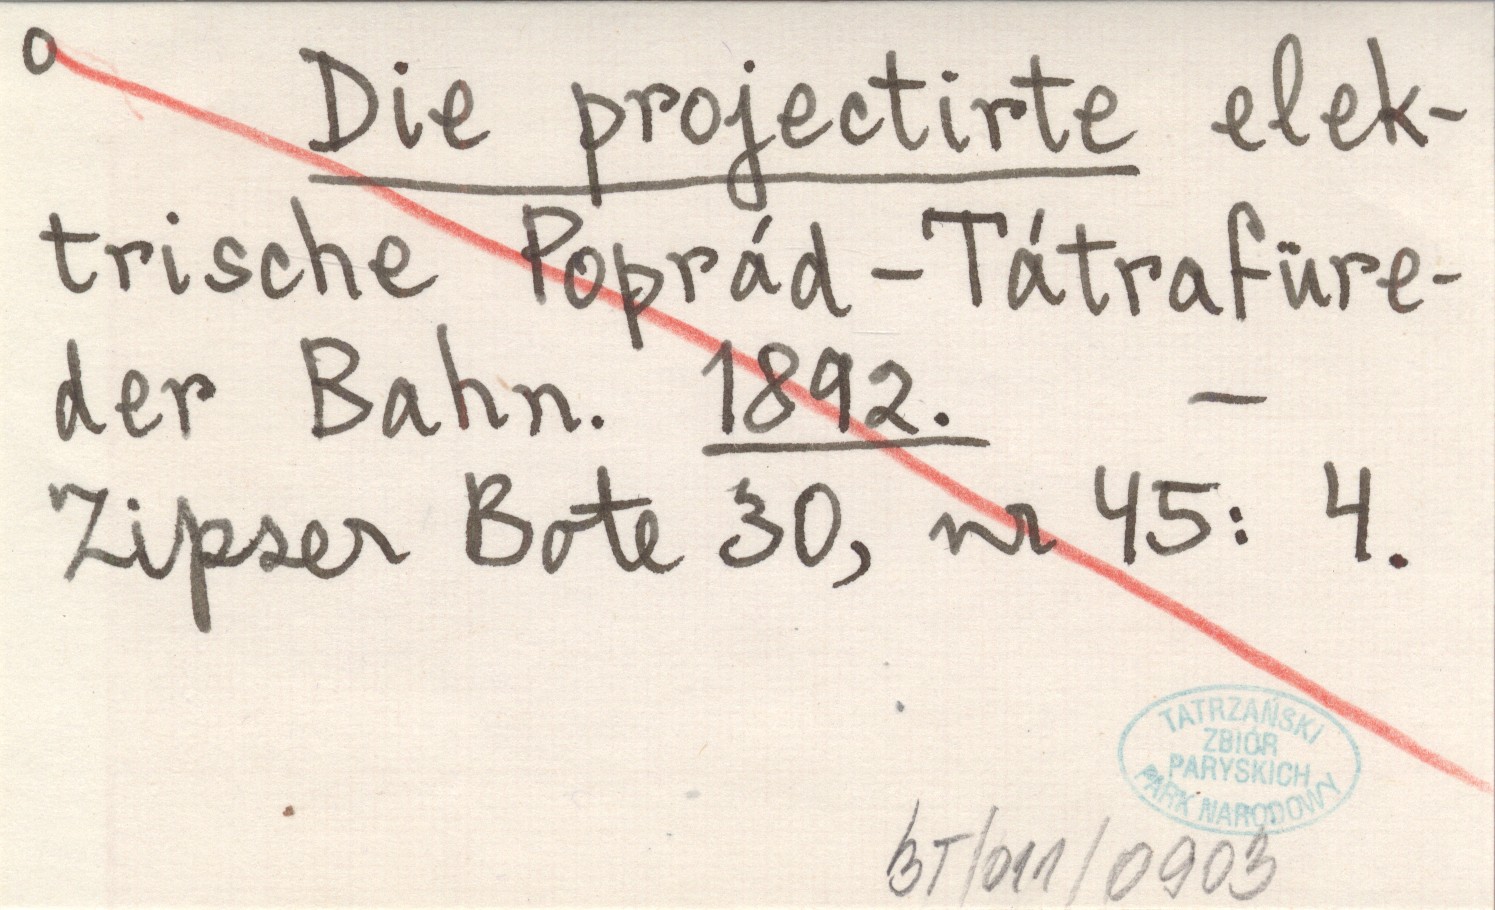 o Die projectirte elek-
trische Poprád-Tátrafüre-
der Bahn. 1892. —
Zipser Bote 30, nr 45: 4.
TATRZAŃSKI
ZBIÓR
PARYSKICH
PARK NARODOWY
BT/011/0903